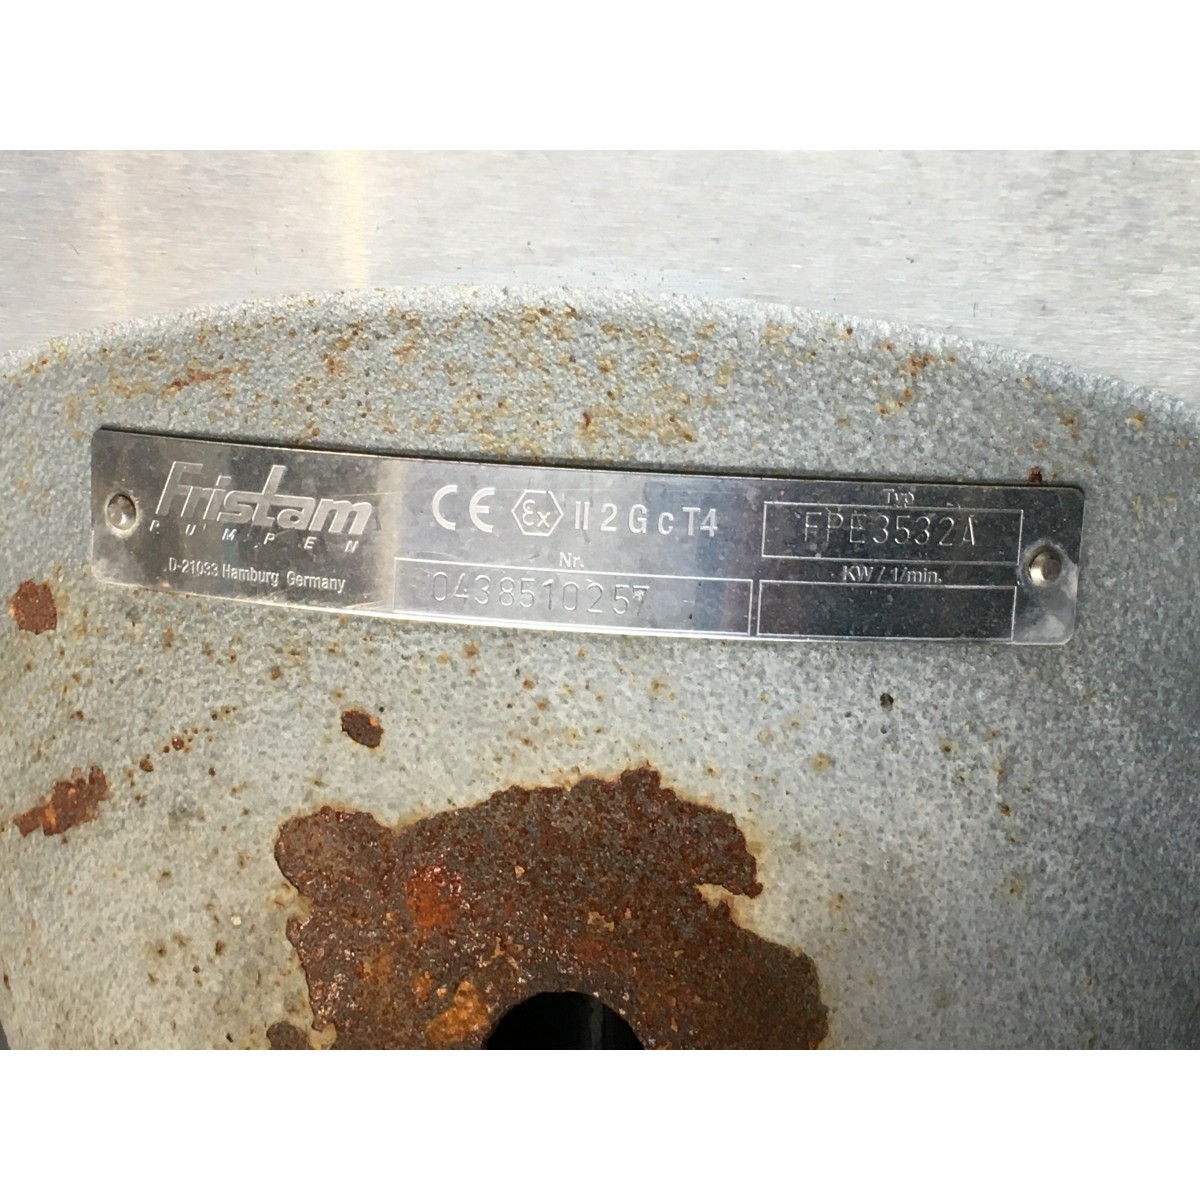 Fristam
PUMPEN
D-21033 Hamburg Germany
CE Ex II 2 G c T4
Nr.
0438510257
Typ
FPE3532A
KW / 1/min.